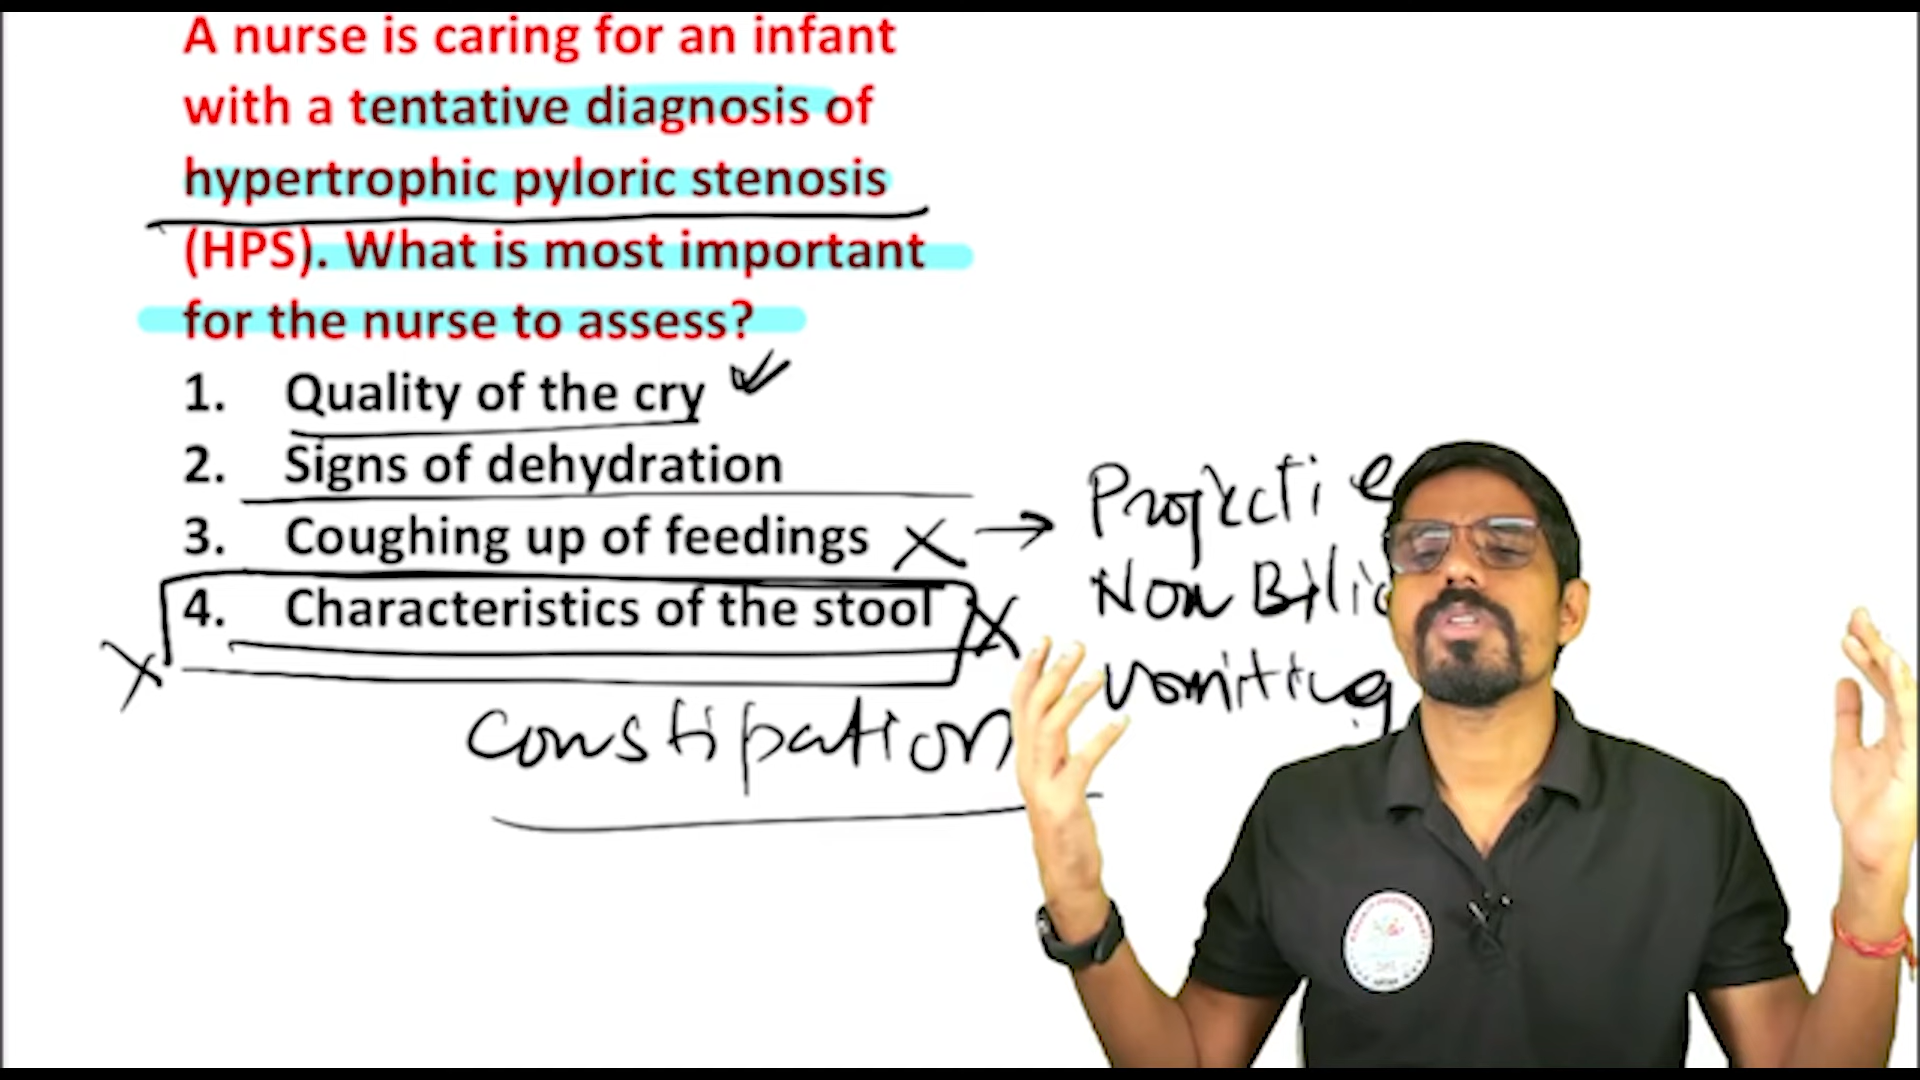 A nurse is caring for an infant
with a tentative diagnosis of
hypertrophic pyloric stenosis
(HPS). What is most important
for the nurse to assess?
1. Quality of the cry
2. Signs of dehydration
3. Coughing up of feedings
4. Characteristics of the stool
Non
vomiting
constipation